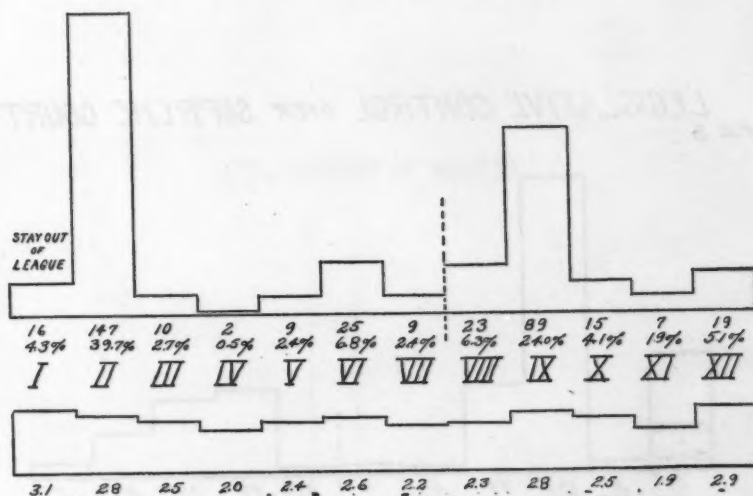 STAY OUT
OF
LEAGUE
16 147 10 2 9 25 9 23 89 15 7 19
4.3% 39.7% 2.7% 0.5% 2.4% 6.8% 2.4% 6.3% 24.0% 4.1% 1.9% 5.1%
I II III IV V VI VII VIII IX X XI XII
3.1 2.8 2.5 2.0 2.4 2.6 2.2 2.3 2.8 2.5 1.9 2.9